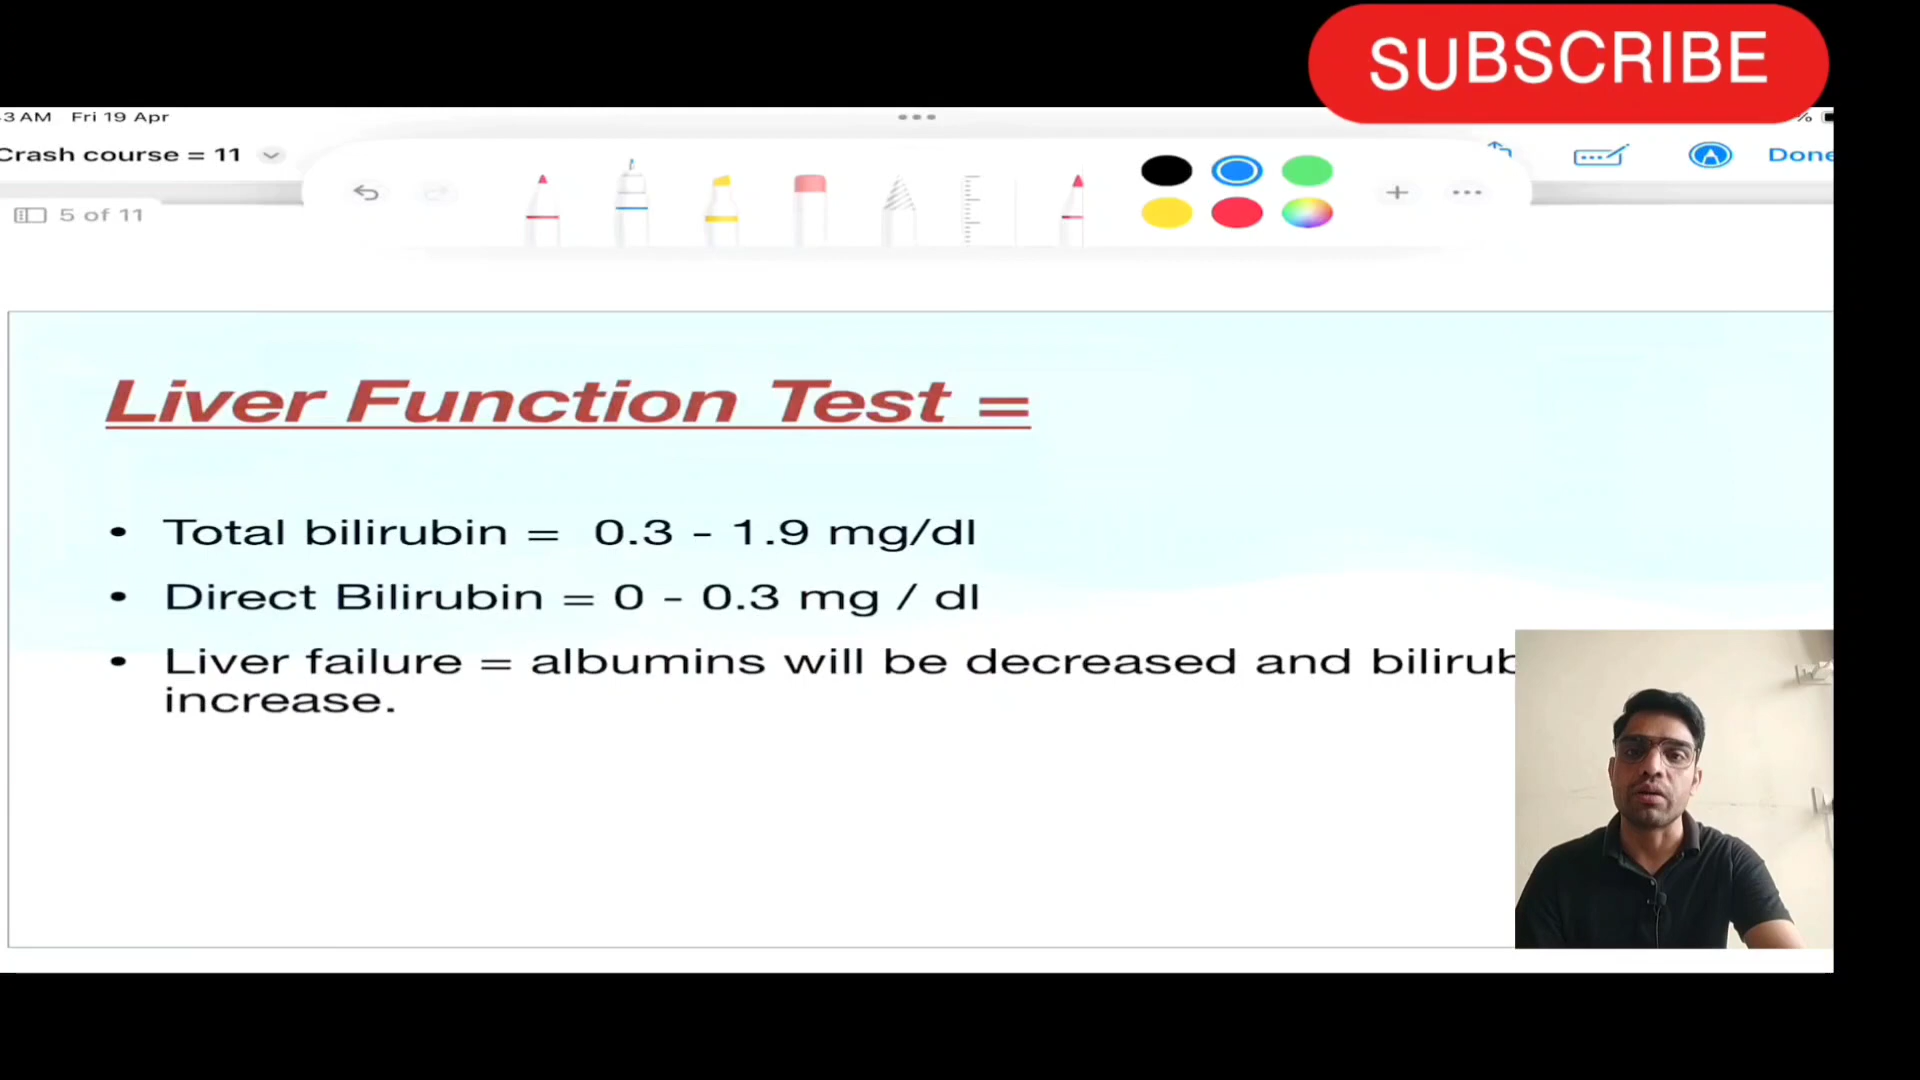 SUBSCRIBE
3 AM Fri 19 Apr
Crash course = 11
Done
5 of 11
Liver Function Test =
• Total bilirubin = 0.3 - 1.9 mg/dl
• Direct Bilirubin = 0 - 0.3 mg / dl
• Liver failure = albumins will be decreased and
increase.